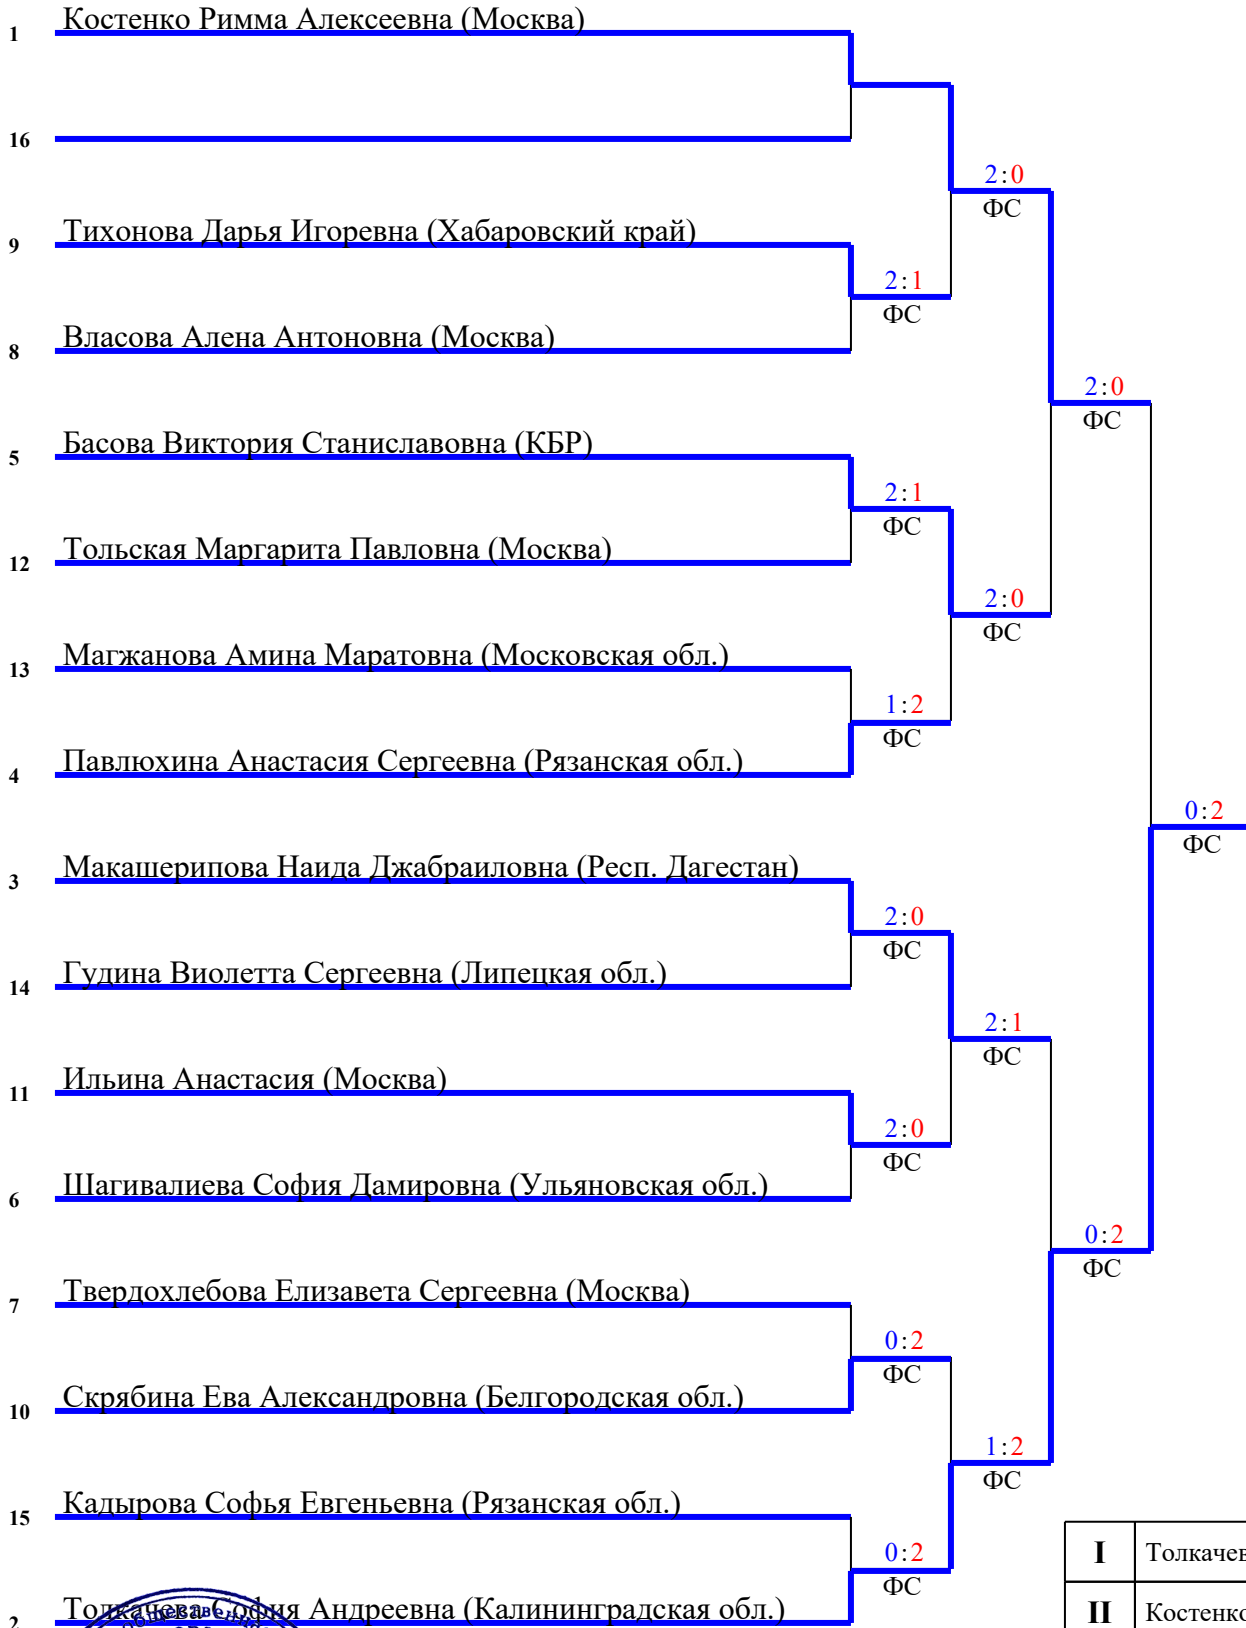 1 Костенко Римма Алексеевна (Москва)
16
2:0
ФС
9 Тихонова Дарья Игоревна (Хабаровский край)
2:1
ФС
8 Власова Алена Антоновна (Москва)
2:0
ФС
5 Басова Виктория Станиславовна (КБР)
2:1
ФС
12 Тольская Маргарита Павловна (Москва)
2:0
ФС
13 Магжанова Амина Маратовна (Московская обл.)
1:2
ФС
4 Павлюхина Анастасия Сергеевна (Рязанская обл.)
0:2
ФС
3 Макашерипова Наида Джабраиловна (Респ. Дагестан)
2:0
ФС
14 Гудина Виолетта Сергеевна (Липецкая обл.)
2:1
ФС
11 Ильина Анастасия (Москва)
2:0
ФС
6 Шагивалиева София Дамировна (Ульяновская обл.)
0:2
ФС
7 Твердохлебова Елизавета Сергеевна (Москва)
0:2
ФС
10 Скрябина Ева Александровна (Белгородская обл.)
1:2
ФС
15 Кадырова Софья Евгеньевна (Рязанская обл.)
0:2
ФС
I Толкачев
2 Толкачева София Андреевна (Калининградская обл.)
II Костенко